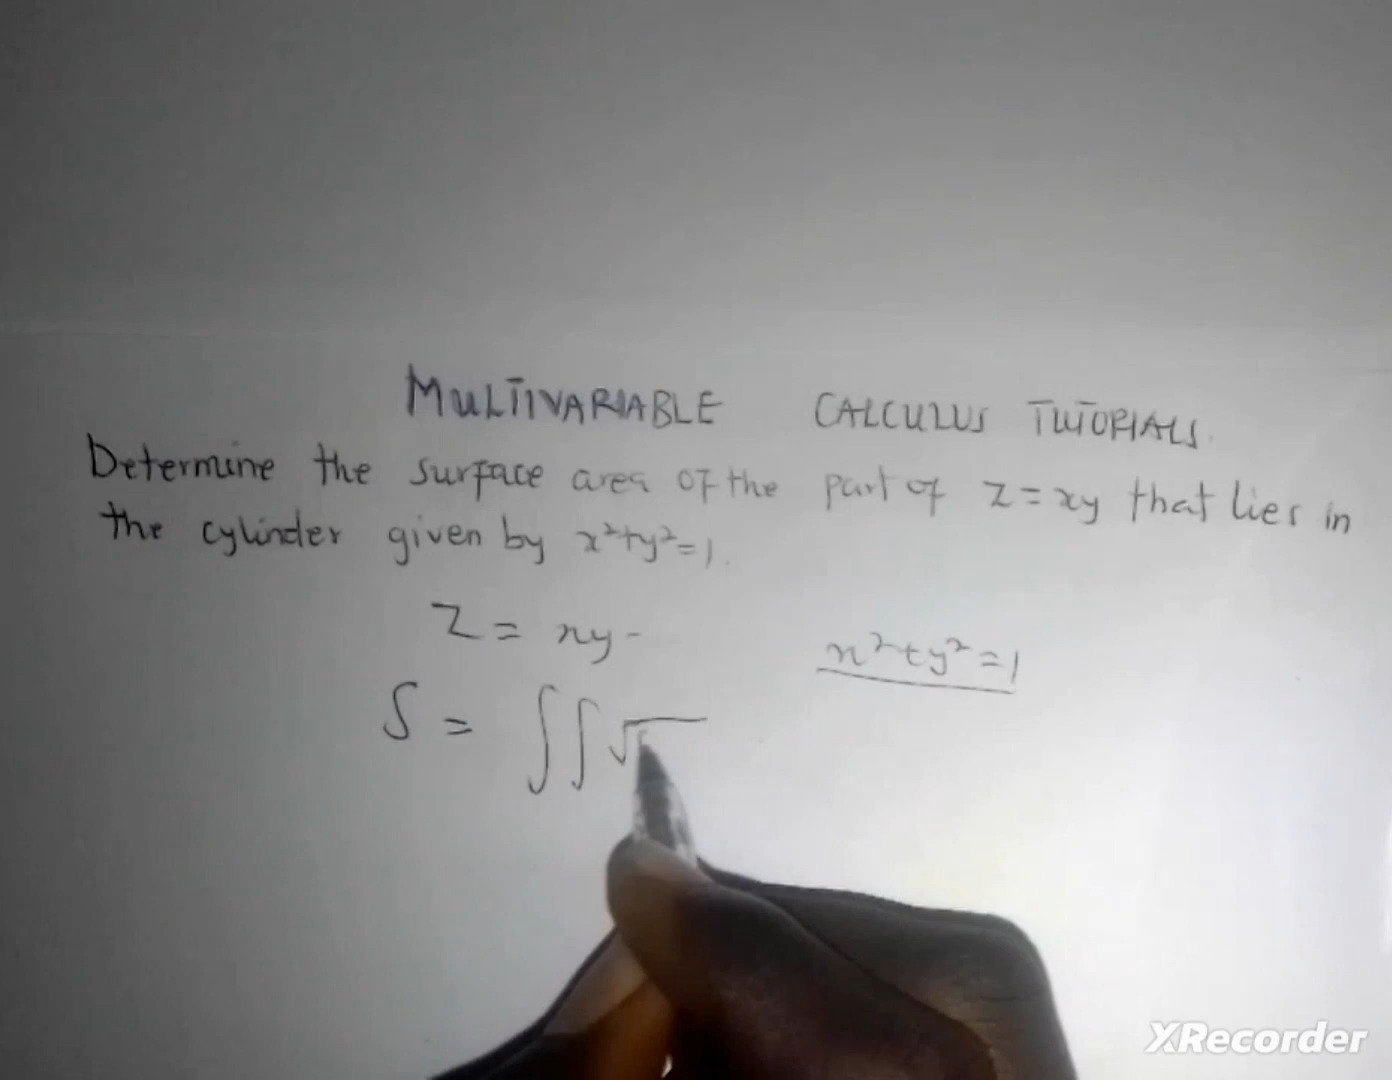 MULTIVARIABLE CALCULUS TUTORIALS.
Determine the surface area of the part of z=xy that lies in
the cylinder given by x²+y²=1.
Z = xy -
x²+y²=1
S = ∫∫√
XRecorder